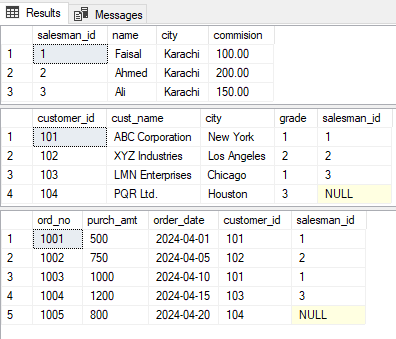 Results Messages
salesman_id name city commision
1 1 Faisal Karachi 100.00
2 2 Ahmed Karachi 200.00
3 3 Ali Karachi 150.00
customer_id cust_name city grade salesman_id
1 101 ABC Corporation New York 1 1
2 102 XYZ Industries Los Angeles 2 2
3 103 LMN Enterprises Chicago 1 3
4 104 PQR Ltd. Houston 3 NULL
ord_no purch_amt order_date customer_id salesman_id
1 1001 500 2024-04-01 101 1
2 1002 750 2024-04-05 102 2
3 1003 1000 2024-04-10 101 1
4 1004 1200 2024-04-15 103 3
5 1005 800 2024-04-20 104 NULL